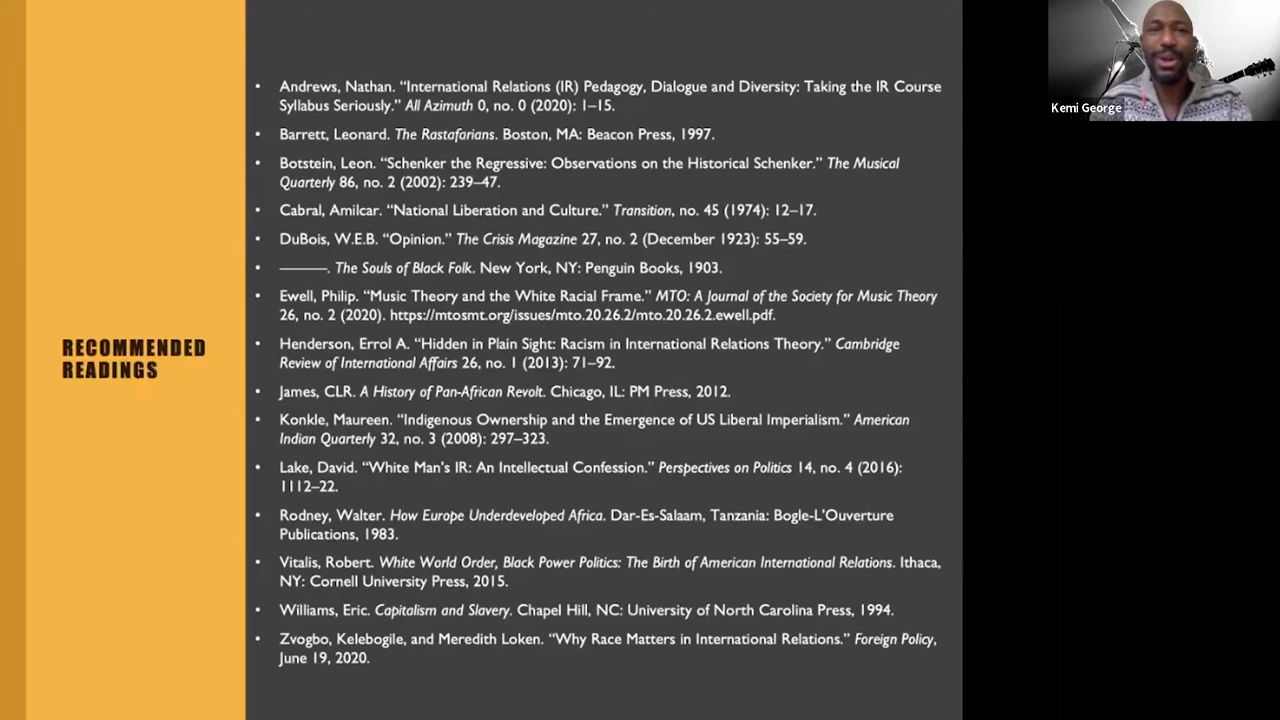 RECOMMENDED
READINGS
• Andrews, Nathan. “International Relations (IR) Pedagogy, Dialogue and Diversity: Taking the IR Course
Syllabus Seriously.” All Azimuth 0, no. 0 (2020): 1–15.
• Barrett, Leonard. The Rastafarians. Boston, MA: Beacon Press, 1997.
• Botstein, Leon. “Schenker the Regressive: Observations on the Historical Schenker.” The Musical
Quarterly 86, no. 2 (2002): 239–47.
• Cabral, Amilcar. “National Liberation and Culture.” Transition, no. 45 (1974): 12–17.
• DuBois, W.E.B. “Opinion.” The Crisis Magazine 27, no. 2 (December 1923): 55–59.
• ———. The Souls of Black Folk. New York, NY: Penguin Books, 1903.
• Ewell, Philip. “Music Theory and the White Racial Frame.” MTO: A Journal of the Society for Music Theory
26, no. 2 (2020). https://mtosmt.org/issues/mto.20.26.2/mto.20.26.2.ewell.pdf.
• Henderson, Errol A. “Hidden in Plain Sight: Racism in International Relations Theory.” Cambridge
Review of International Affairs 26, no. 1 (2013): 71–92.
• James, CLR. A History of Pan-African Revolt. Chicago, IL: PM Press, 2012.
• Konkle, Maureen. “Indigenous Ownership and the Emergence of US Liberal Imperialism.” American
Indian Quarterly 32, no. 3 (2008): 297–323.
• Lake, David. “White Man’s IR: An Intellectual Confession.” Perspectives on Politics 14, no. 4 (2016):
1112–22.
• Rodney, Walter. How Europe Underdeveloped Africa. Dar-Es-Salaam, Tanzania: Bogle-L’Ouverture
Publications, 1983.
• Vitalis, Robert. White World Order, Black Power Politics: The Birth of American International Relations. Ithaca,
NY: Cornell University Press, 2015.
• Williams, Eric. Capitalism and Slavery. Chapel Hill, NC: University of North Carolina Press, 1994.
• Zvogbo, Kelebogile, and Meredith Loken. “Why Race Matters in International Relations.” Foreign Policy,
June 19, 2020.
Kemi George